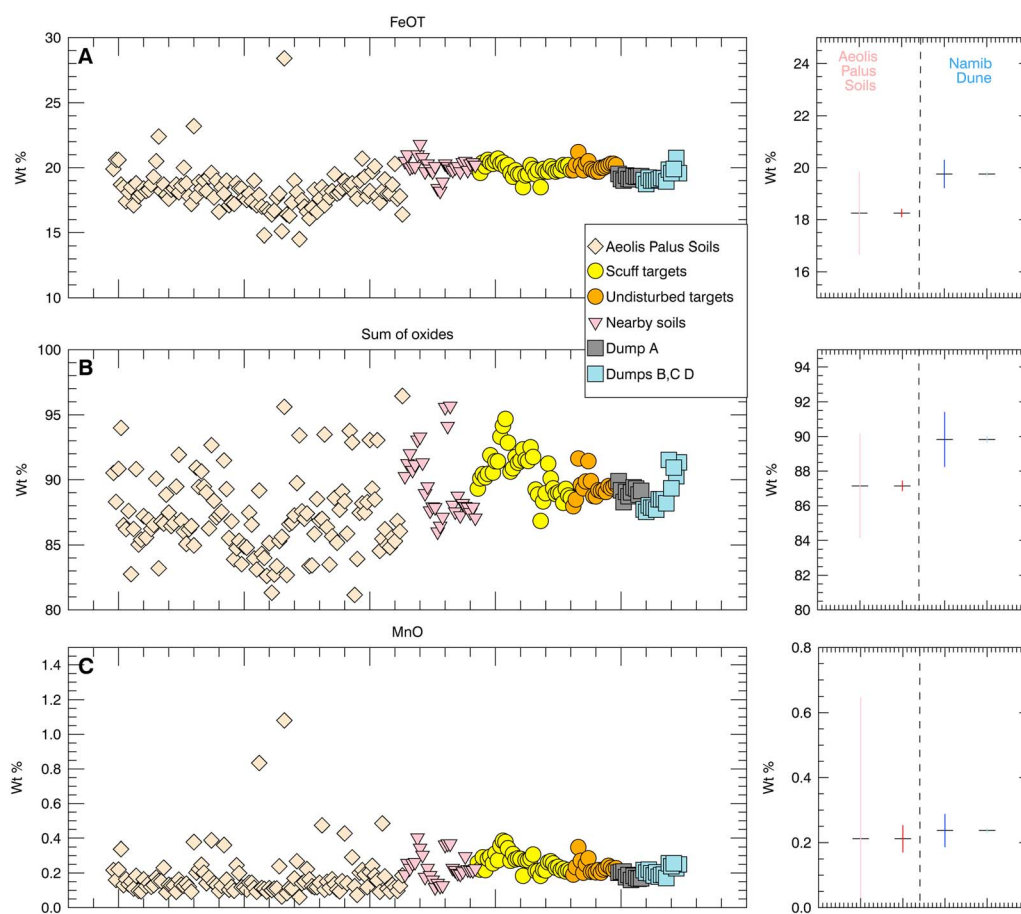 FeOT
A
Wt %
30
25
20
15
10
Wt %
24
22
20
18
16
Aeolis
Palus
Soils
Namib
Dune
Aeolis Palus Soils
Scuff targets
Undisturbed targets
Nearby soils
Dump A
Dumps B,C D
Sum of oxides
B
Wt %
100
95
90
85
80
Wt %
94
92
90
88
86
84
82
80
MnO
C
Wt %
1.4
1.2
1.0
0.8
0.6
0.4
0.2
0.0
Wt %
0.8
0.6
0.4
0.2
0.0